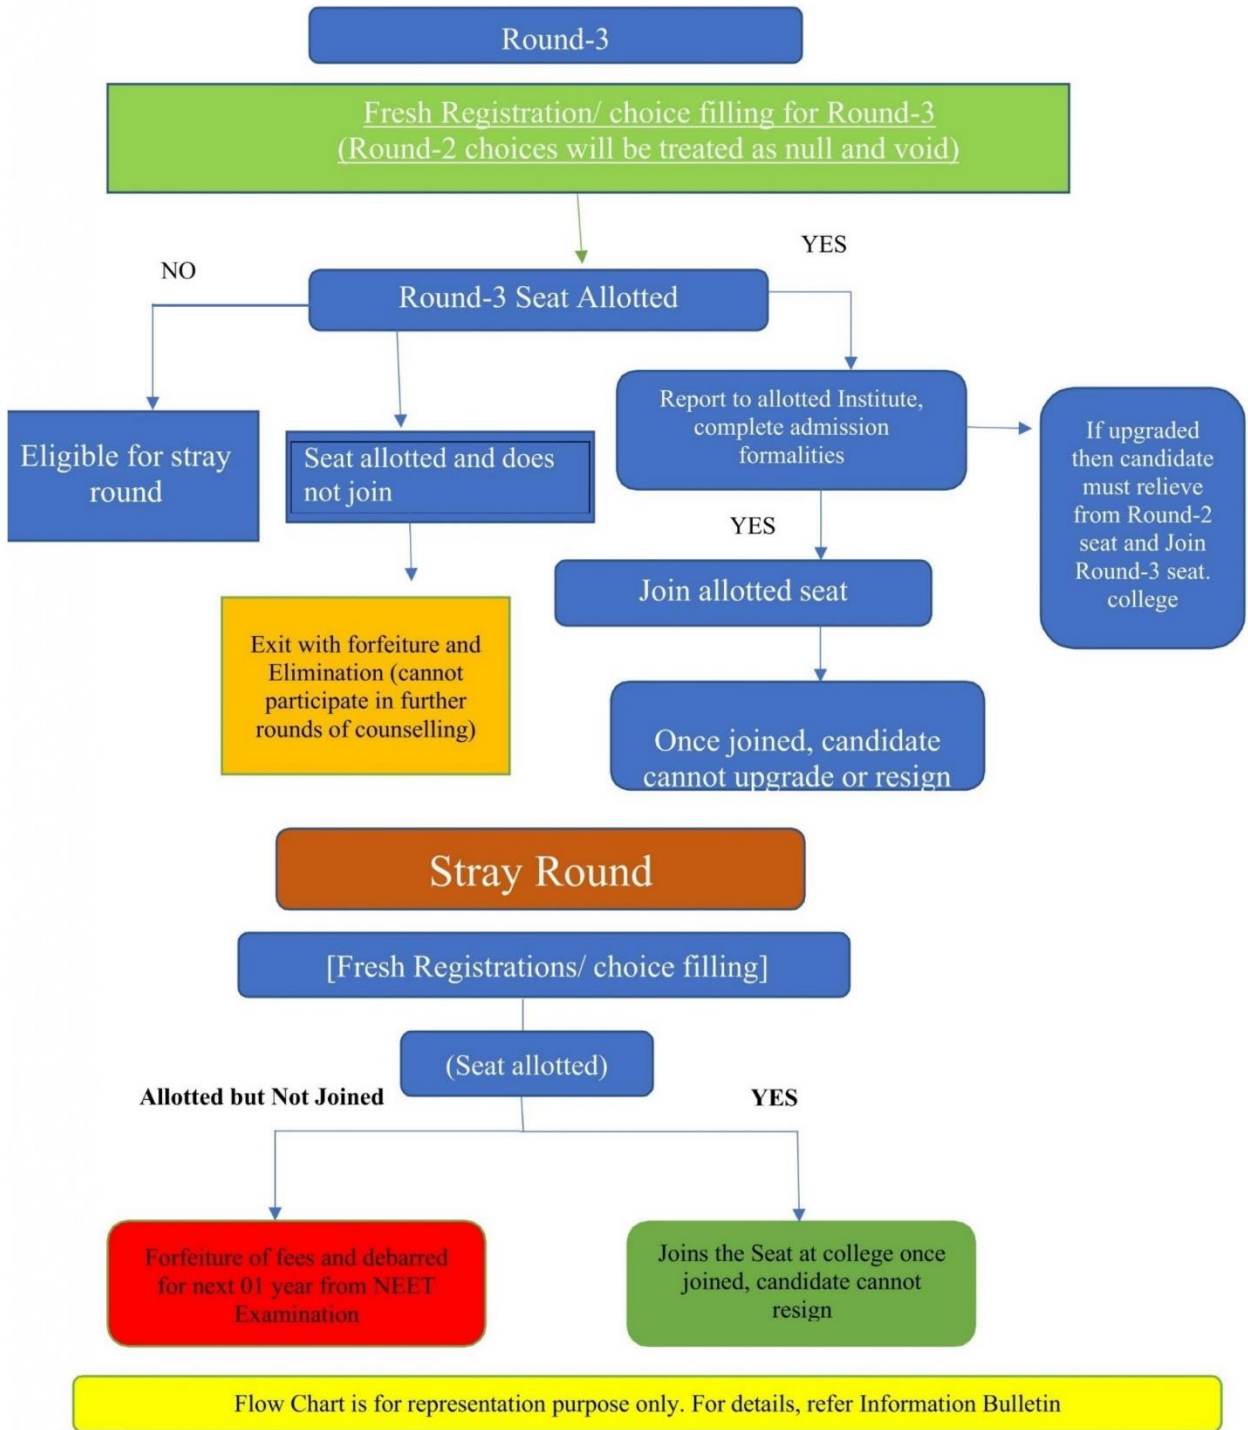 Round-3
Fresh Registration/ choice filling for Round-3
(Round-2 choices will be treated as null and void)
YES
NO
Round-3 Seat Allotted
Report to allotted Institute,
complete admission
formalities
If upgraded
then candidate
must relieve
from Round-2
seat and Join
Round-3 seat.
college
Eligible for stray
round
Seat allotted and does
not join
YES
Join allotted seat
Exit with forfeiture and
Elimination (cannot
participate in further
rounds of counselling)
Once joined, candidate
cannot upgrade or resign
Stray Round
[Fresh Registrations/ choice filling]
(Seat allotted)
Allotted but Not Joined
YES
Forfeiture of fees and debarred
for next 01 year from NEET
Examination
Joins the Seat at college once
joined, candidate cannot
resign
Flow Chart is for representation purpose only. For details, refer Information Bulletin